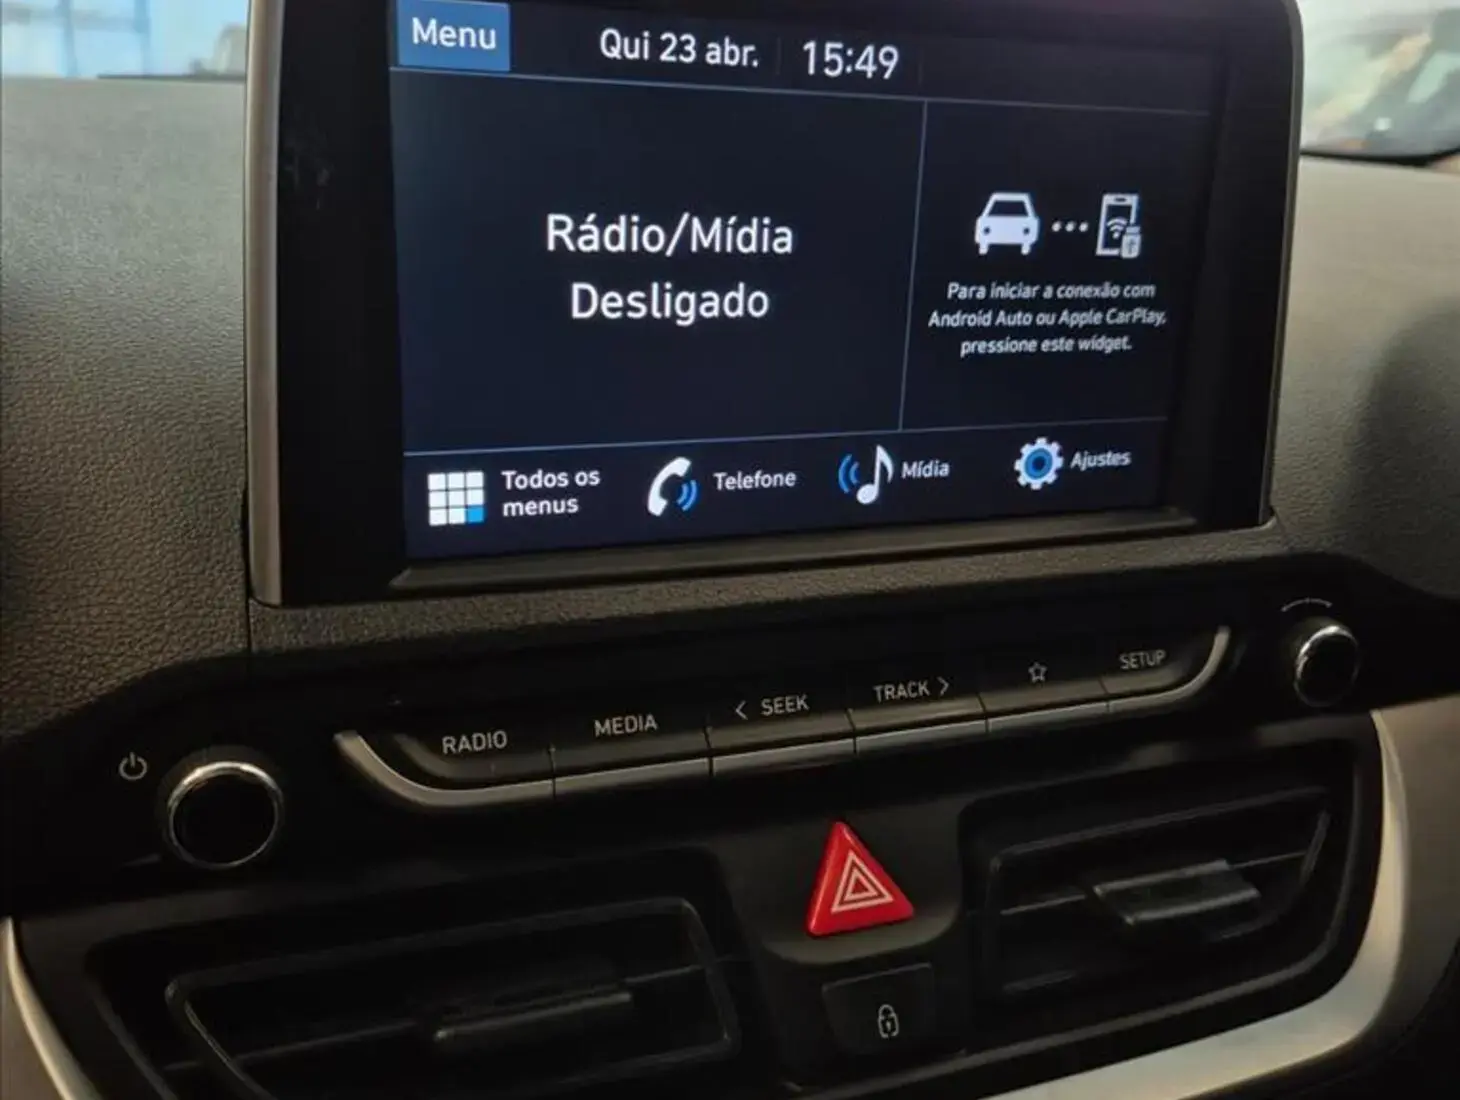 Menu
Qui 23 abr.
15:49
Rádio/Mídia
Desligado
Para iniciar a conexão com
Android Auto ou Apple CarPlay,
pressione este widget.
Todos os
menus
Telefone
Mídia
Ajustes
RADIO
MEDIA
< SEEK
TRACK >
SETUP